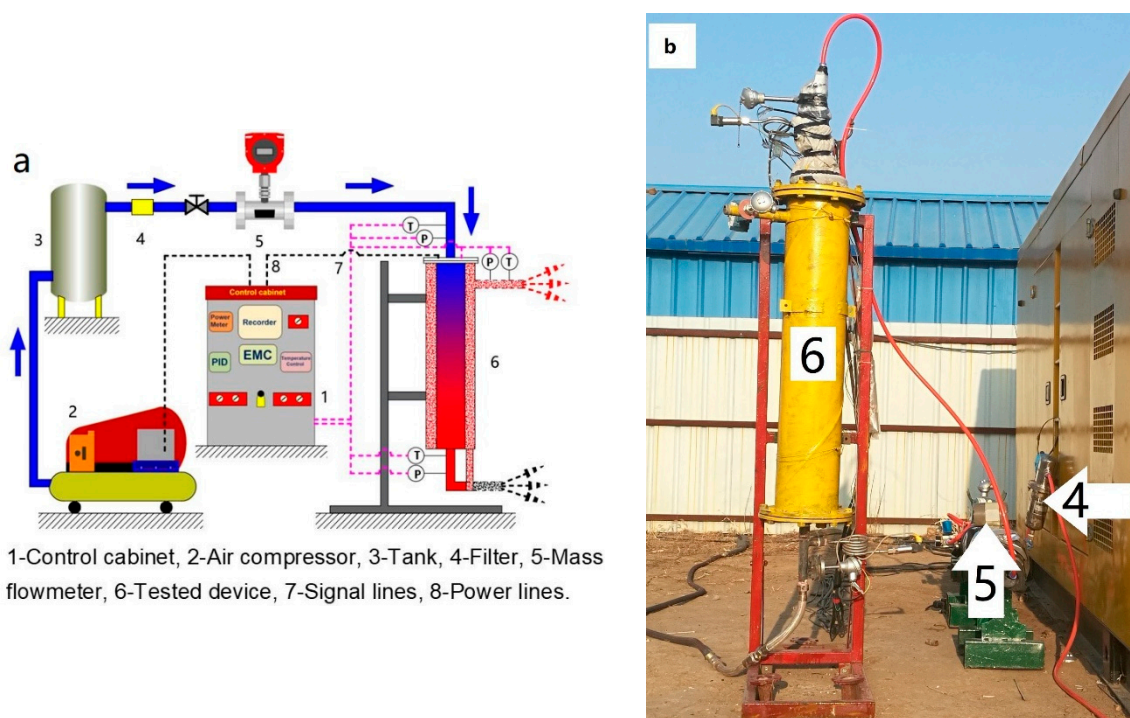 a
3
4
5
T
P
8
7
P
T
Control cabinet
Power
Meter
Recorder
PID
EMC
Temperature
Control
6
2
1
T
P
1-Control cabinet, 2-Air compressor, 3-Tank, 4-Filter, 5-Mass
flowmeter, 6-Tested device, 7-Signal lines, 8-Power lines.
b
6
4
5